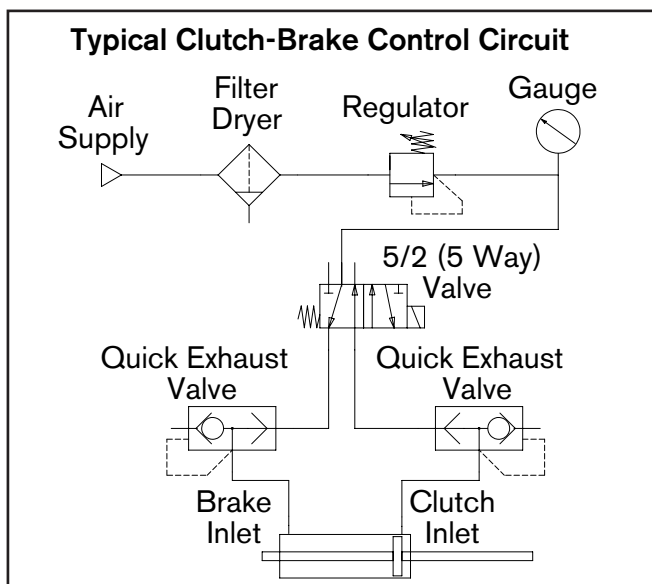 Typical Clutch-Brake Control Circuit
Air
Supply
Filter
Dryer
Regulator
Gauge
5/2 (5 Way)
Valve
Quick Exhaust
Valve
Quick Exhaust
Valve
Brake
Inlet
Clutch
Inlet